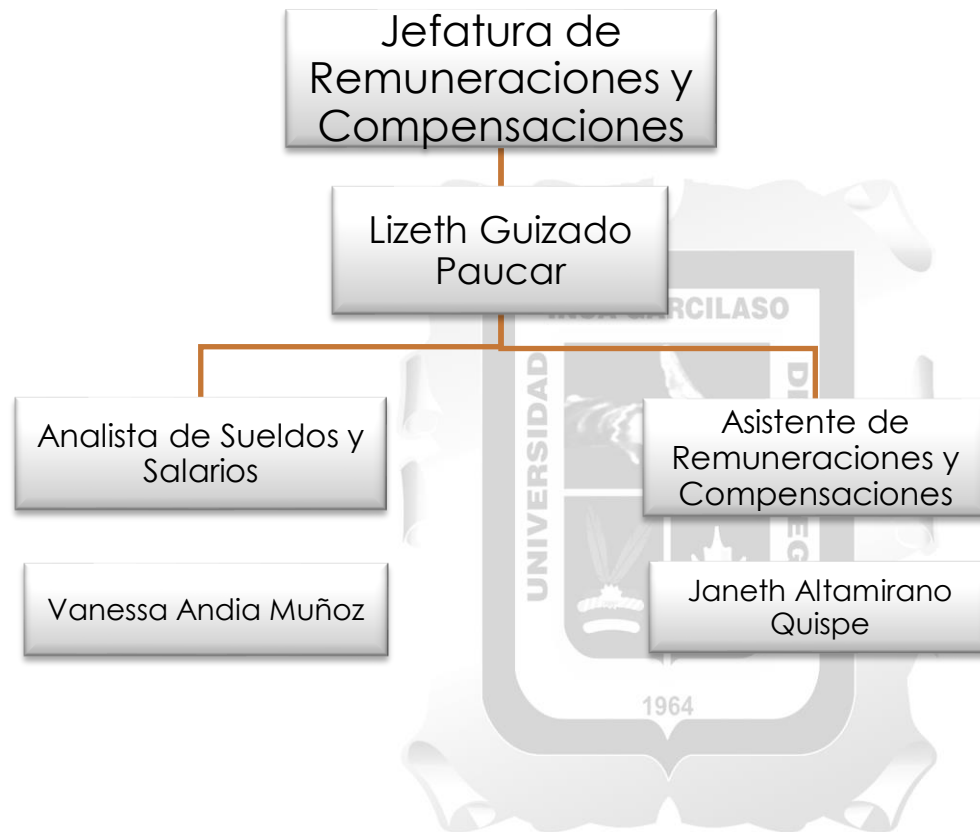 Jefatura de
Remuneraciones y
Compensaciones
Lizeth Guizado
Paucar
Analista de Sueldos y
Salarios
Asistente de
Remuneraciones y
Compensaciones
Vanessa Andia Muñoz
Janeth Altamirano
Quispe
GARCILASO
UNIVERSIDAD
1964